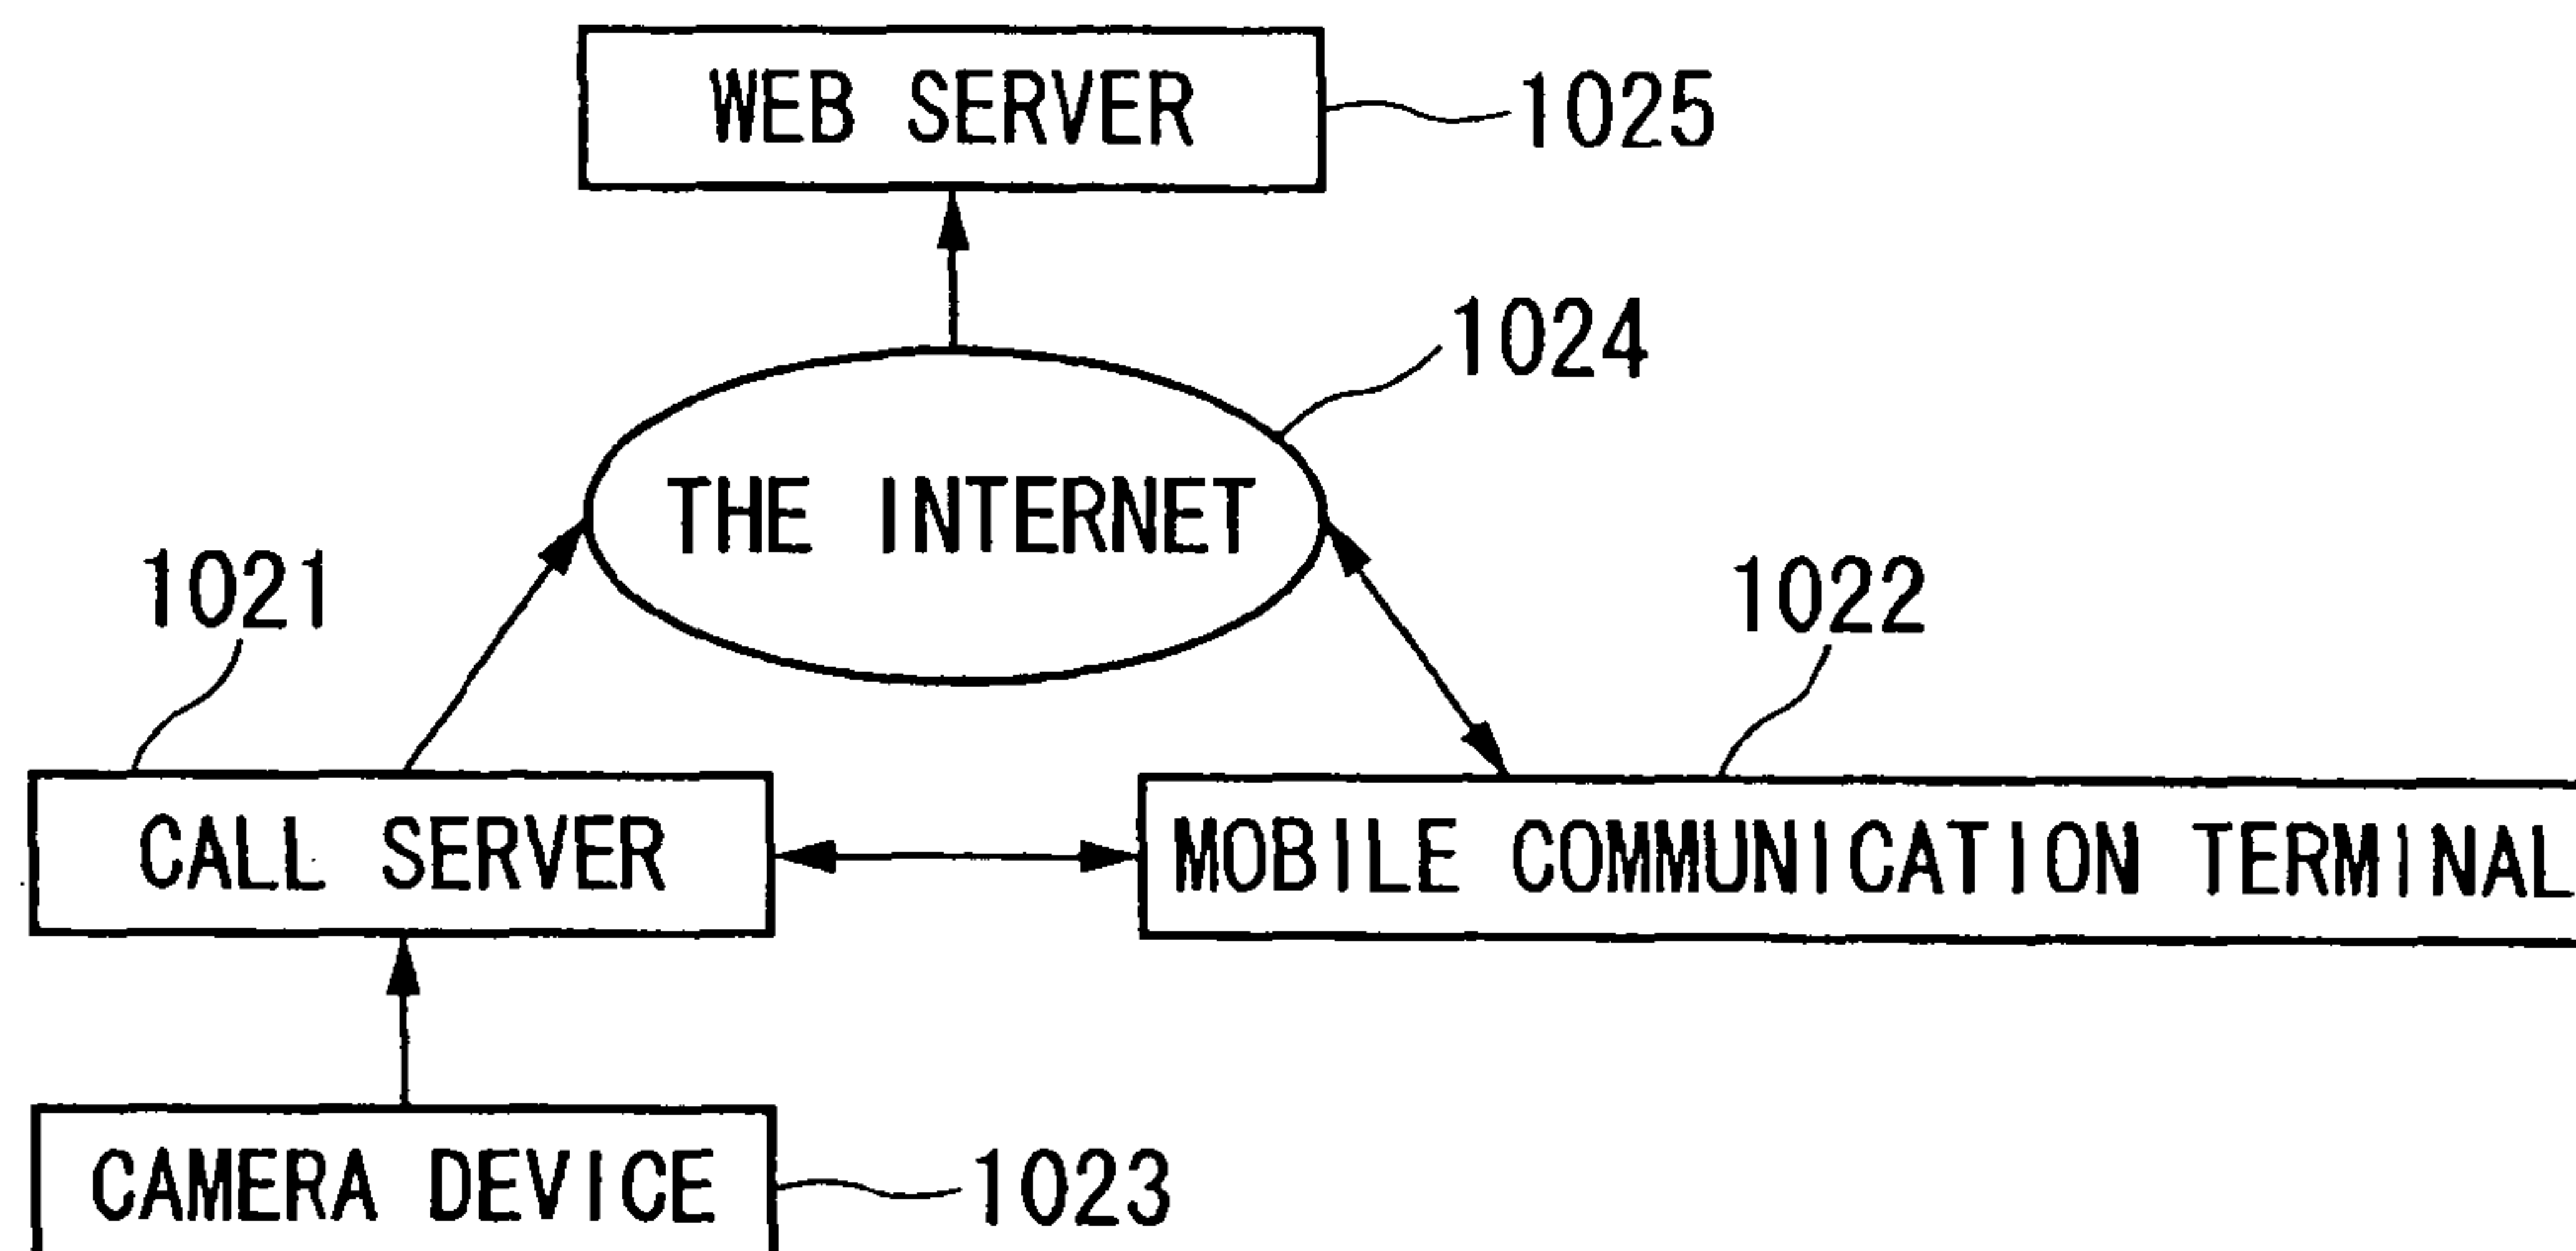 WEB SERVER
1025
1024
THE INTERNET
1021
1022
CALL SERVER
MOBILE COMMUNICATION TERMINAL
CAMERA DEVICE
1023